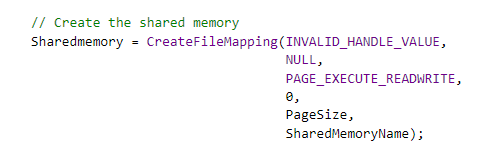 // Create the shared memory
Sharedmemory = CreateFileMapping(INVALID_HANDLE_VALUE,
NULL,
PAGE_EXECUTE_READWRITE,
0,
PageSize,
SharedMemoryName);